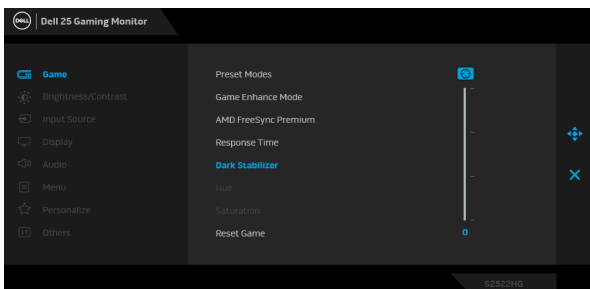 DELL
Dell 25 Gaming Monitor
Game
Brightness/Contrast
Input Source
Display
Audio
Menu
Personalize
Others
Preset Modes
Game Enhance Mode
AMD FreeSync Premium
Response Time
Dark Stabilizer
Hue
Saturation
Reset Game
0
S2522HG